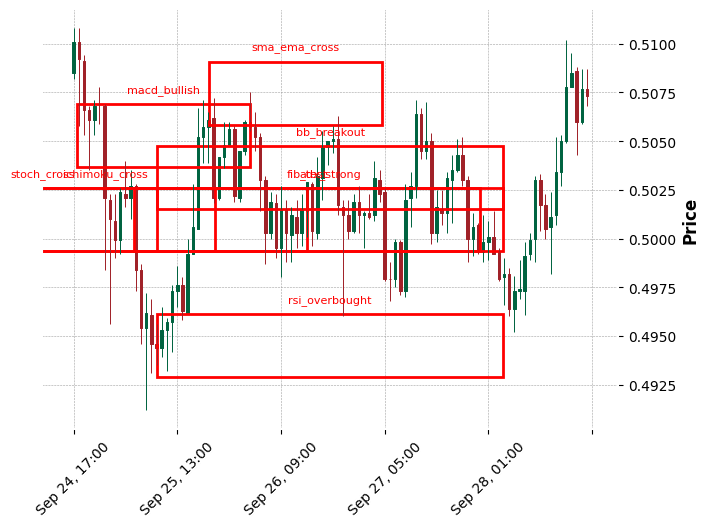 sma_ema_cross
0.5100
macd_bullish
0.5075
bb_breakout
0.5050
0.5025
0.5000
Price
0.4975
rsi_overbought
0.4950
0.4925
Sep 24, 17:00
Sep 25, 13:00
Sep 26, 09:00
Sep 27, 05:00
Sep 28, 01:00